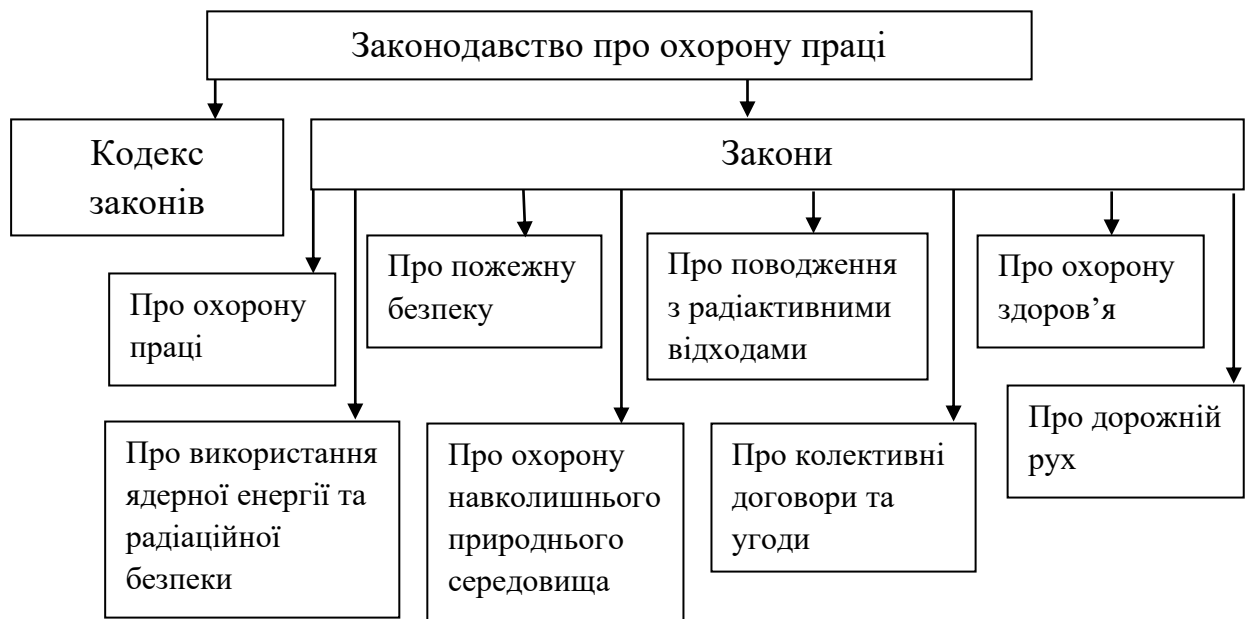 Законодавство про охорону праці
Кодекс
законів
Закони
Про охорону
праці
Про пожежну
безпеку
Про поводження
з радіактивними
відходами
Про охорону
здоров’я
Про використання
ядерної енергії та
радіаційної
безпеки
Про охорону
навколишнього
природнього
середовища
Про колективні
договори та
угоди
Про дорожній
рух